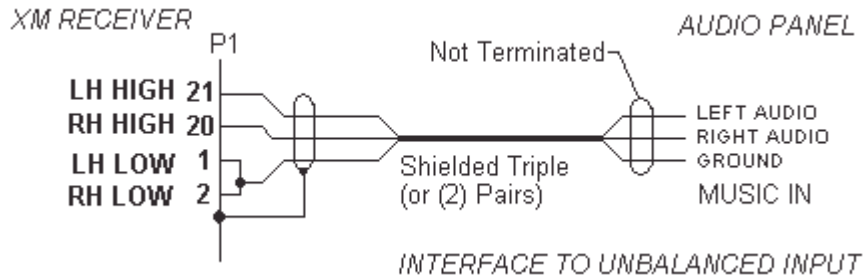 XM RECEIVER
AUDIO PANEL
P1
Not Terminated
LH HIGH 21
RH HIGH 20
LH LOW 1
RH LOW 2
LEFT AUDIO
RIGHT AUDIO
GROUND
Shielded Triple
(or (2) Pairs)
MUSIC IN
INTERFACE TO UNBALANCED INPUT